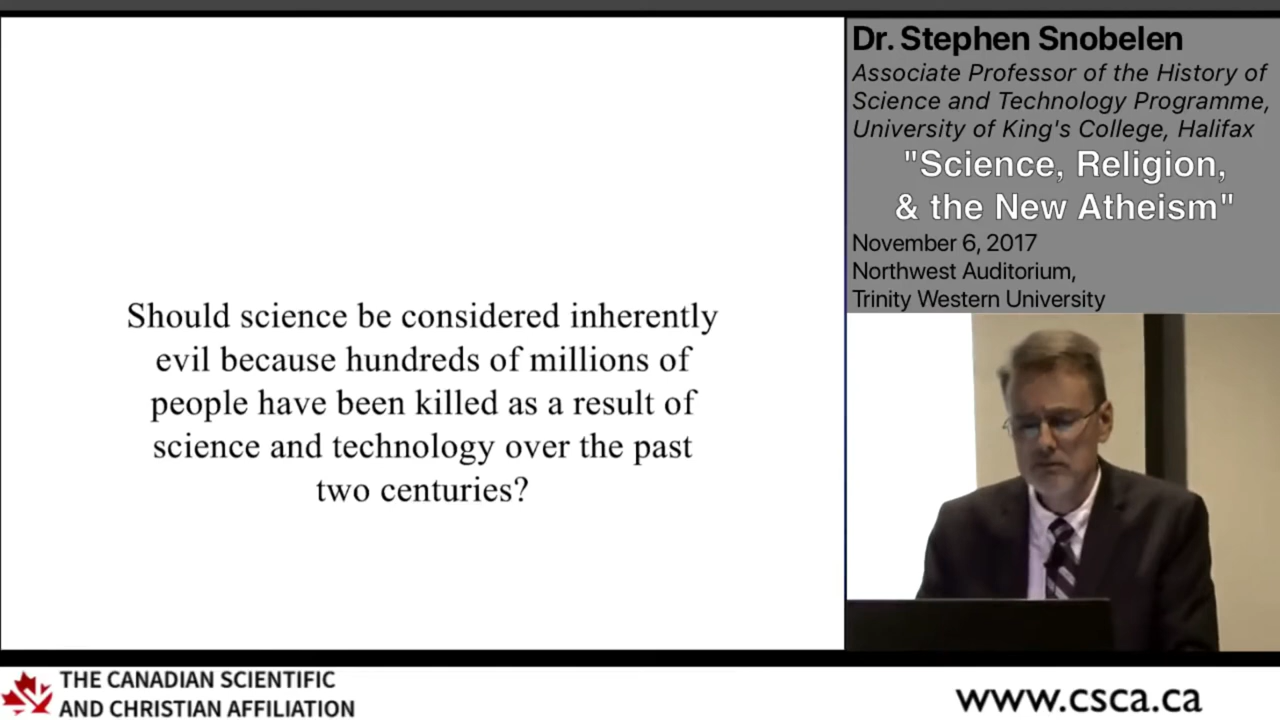 Should science be considered inherently
evil because hundreds of millions of
people have been killed as a result of
science and technology over the past
two centuries?
Dr. Stephen Snobelen
Associate Professor of the History of
Science and Technology Programme,
University of King's College, Halifax
"Science, Religion,
& the New Atheism"
November 6, 2017
Northwest Auditorium,
Trinity Western University
THE CANADIAN SCIENTIFIC
AND CHRISTIAN AFFILIATION
www.csca.ca